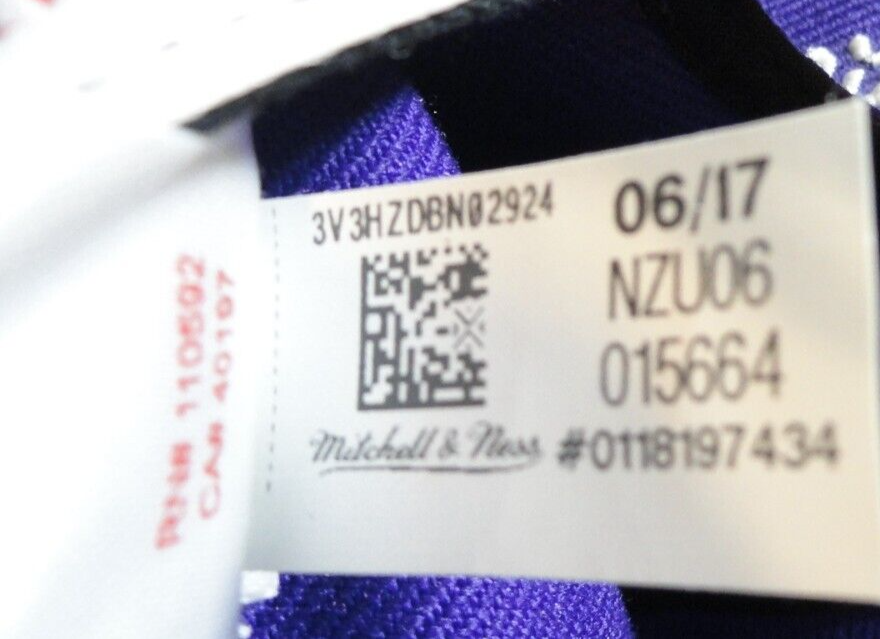 3V3HZDBN02924
06/17
NZU06
015664
Mitchell & Ness #0118197434
RN# 110592
CA# 40197